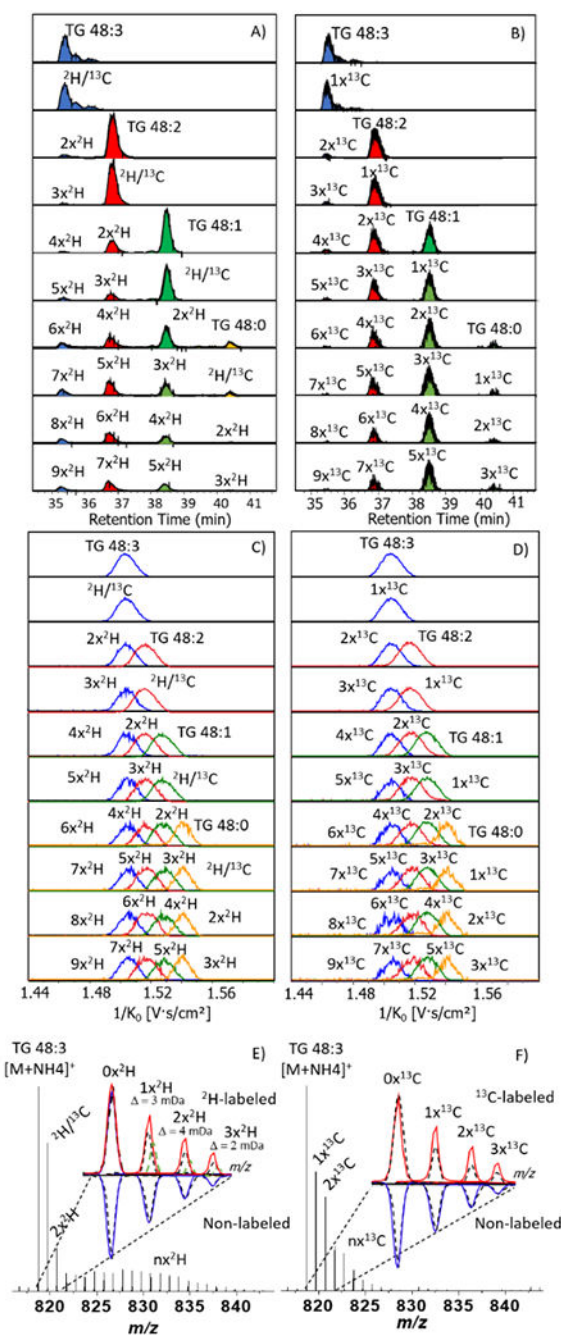 A)
TG 48:3
²H/¹³C
2x²H
TG 48:2
3x²H
²H/¹³C
4x²H
2x²H
TG 48:1
5x²H
3x²H
²H/¹³C
6x²H
4x²H
2x²H
TG 48:0
7x²H
5x²H
3x²H
²H/¹³C
8x²H
6x²H
4x²H
2x²H
9x²H
7x²H
5x²H
3x²H
35 36 37 38 39 40 41
Retention Time (min)
B)
TG 48:3
1x¹³C
2x¹³C
TG 48:2
3x¹³C
1x¹³C
4x¹³C
2x¹³C
TG 48:1
5x¹³C
3x¹³C
1x¹³C
6x¹³C
4x¹³C
2x¹³C
TG 48:0
7x¹³C
5x¹³C
3x¹³C
1x¹³C
8x¹³C
6x¹³C
4x¹³C
2x¹³C
9x¹³C
7x¹³C
5x¹³C
3x¹³C
35 36 37 38 39 40 41
Retention Time (min)
C)
TG 48:3
²H/¹³C
2x²H
TG 48:2
3x²H
²H/¹³C
4x²H
2x²H
TG 48:1
5x²H
3x²H
²H/¹³C
6x²H
4x²H
2x²H
TG 48:0
7x²H
5x²H
3x²H
²H/¹³C
8x²H
6x²H
4x²H
2x²H
9x²H
7x²H
5x²H
3x²H
1.44 1.48 1.52 1.56
1/K₀ [V·s/cm²]
D)
TG 48:3
1x¹³C
2x¹³C
TG 48:2
3x¹³C
1x¹³C
4x¹³C
2x¹³C
TG 48:1
5x¹³C
3x¹³C
1x¹³C
6x¹³C
4x¹³C
2x¹³C
TG 48:0
7x¹³C
5x¹³C
3x¹³C
1x¹³C
8x¹³C
6x¹³C
4x¹³C
2x¹³C
9x¹³C
7x¹³C
5x¹³C
3x¹³C
1.44 1.48 1.52 1.56
1/K₀ [V·s/cm²]
E)
TG 48:3
[M+NH4]⁺
0x²H
1x²H
Δ = 3 mDa
²H-labeled
2x²H
Δ = 4 mDa
3x²H
Δ = 2 mDa
m/z
²H/¹³C
2x²H
Non-labeled
nx²H
820 825 830 835 840
m/z
F)
TG 48:3
[M+NH4]⁺
0x¹³C
1x¹³C
¹³C-labeled
2x¹³C
3x¹³C
m/z
1x¹³C
2x¹³C
Non-labeled
nx¹³C
820 825 830 835 840
m/z